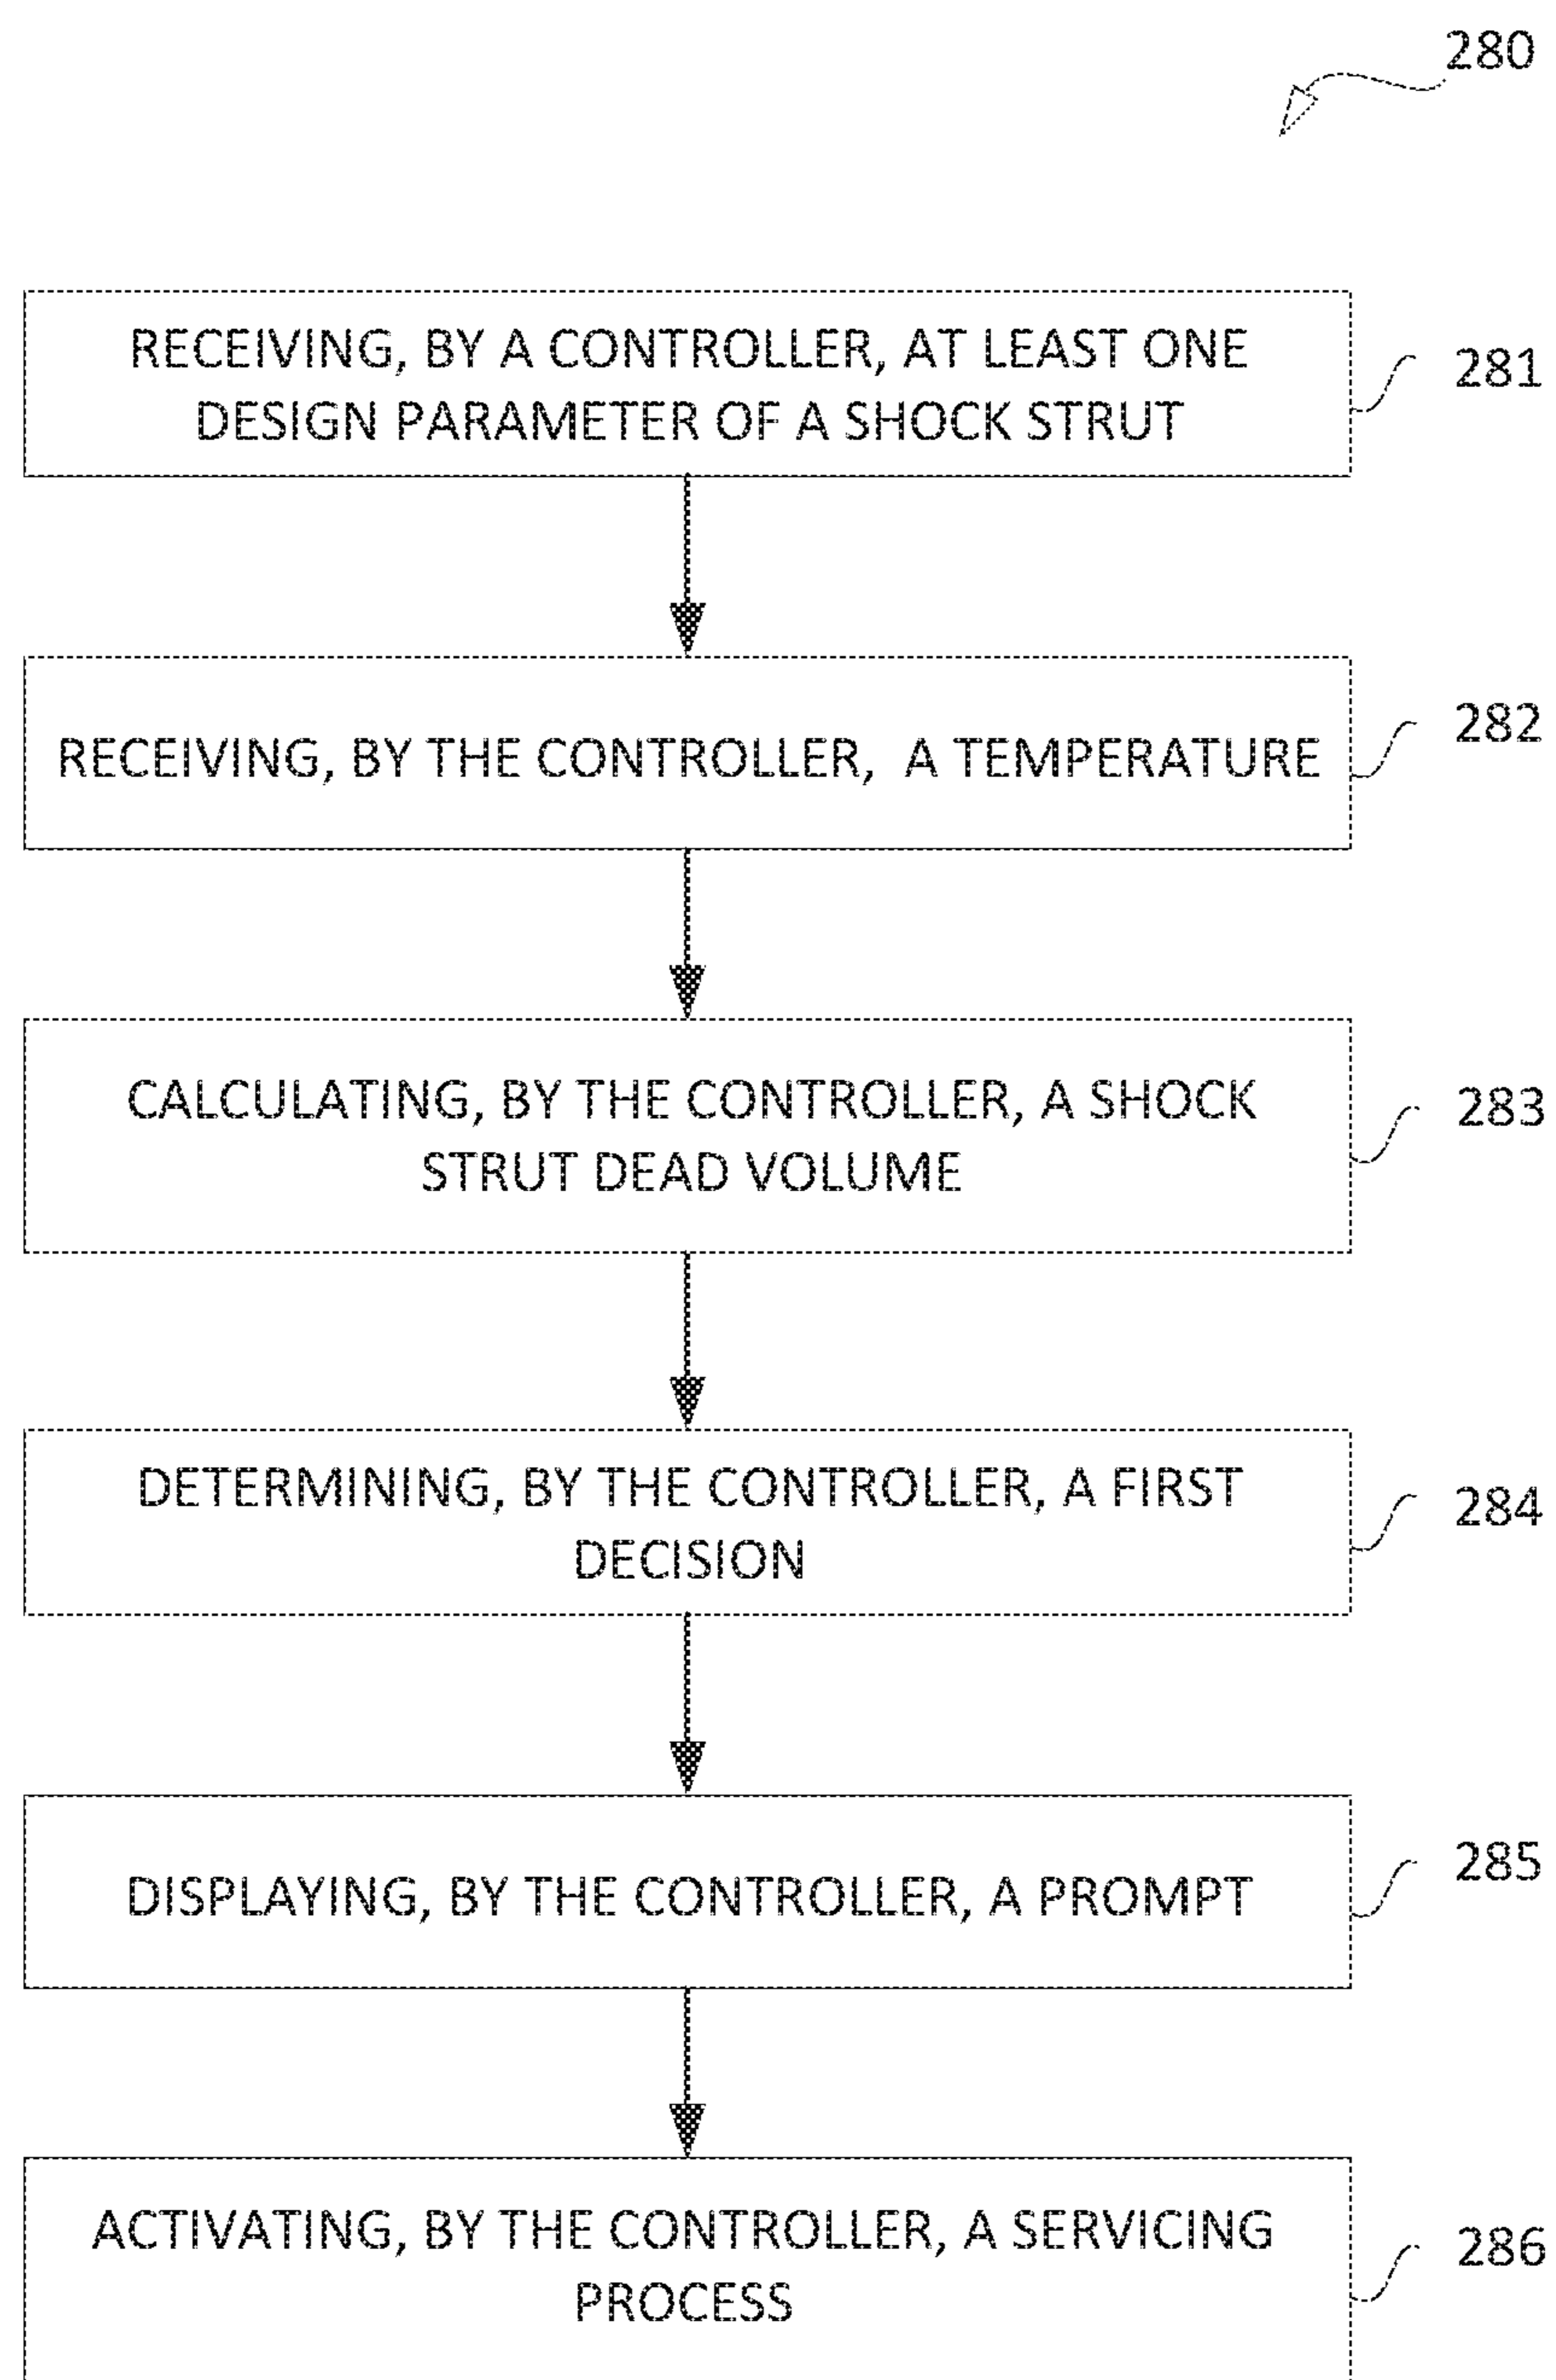 280
RECEIVING, BY A CONTROLLER, AT LEAST ONE
DESIGN PARAMETER OF A SHOCK STRUT
281
RECEIVING, BY THE CONTROLLER, A TEMPERATURE
282
CALCULATING, BY THE CONTROLLER, A SHOCK
STRUT DEAD VOLUME
283
DETERMINING, BY THE CONTROLLER, A FIRST
DECISION
284
DISPLAYING, BY THE CONTROLLER, A PROMPT
285
ACTIVATING, BY THE CONTROLLER, A SERVICING
PROCESS
286